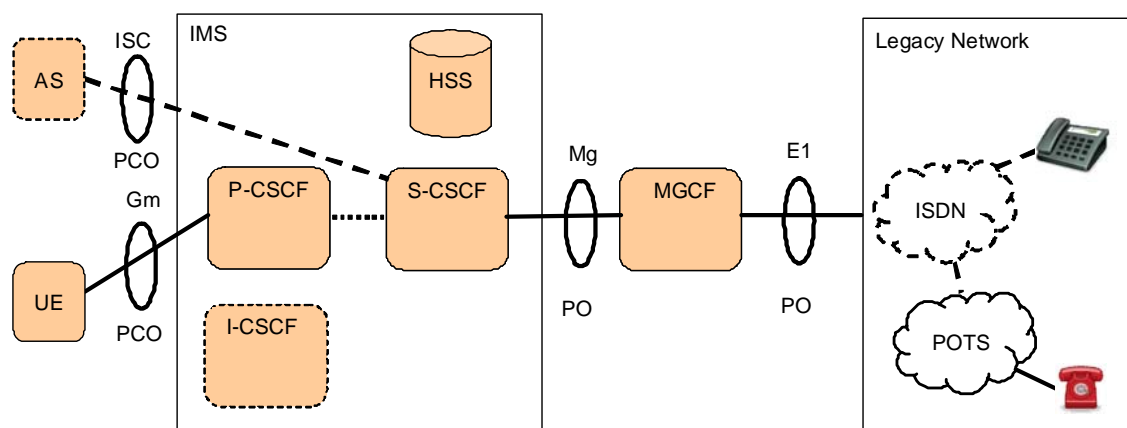 ISC
IMS
Legacy Network
AS
HSS
PCO
Mg
E1
Gm
P-CSCF
S-CSCF
MGCF
ISDN
UE
PCO
I-CSCF
PO
PO
POTS